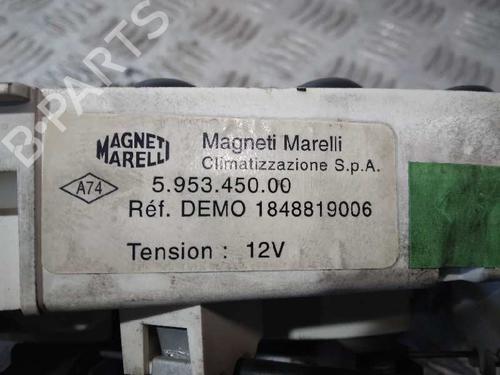 B-PARTS
MAGNETI
MARELLI
Magneti Marelli
Climatizzazione S.p.A.
A74
5.953.450.00
Réf. DEMO 1848819006
Tension : 12V